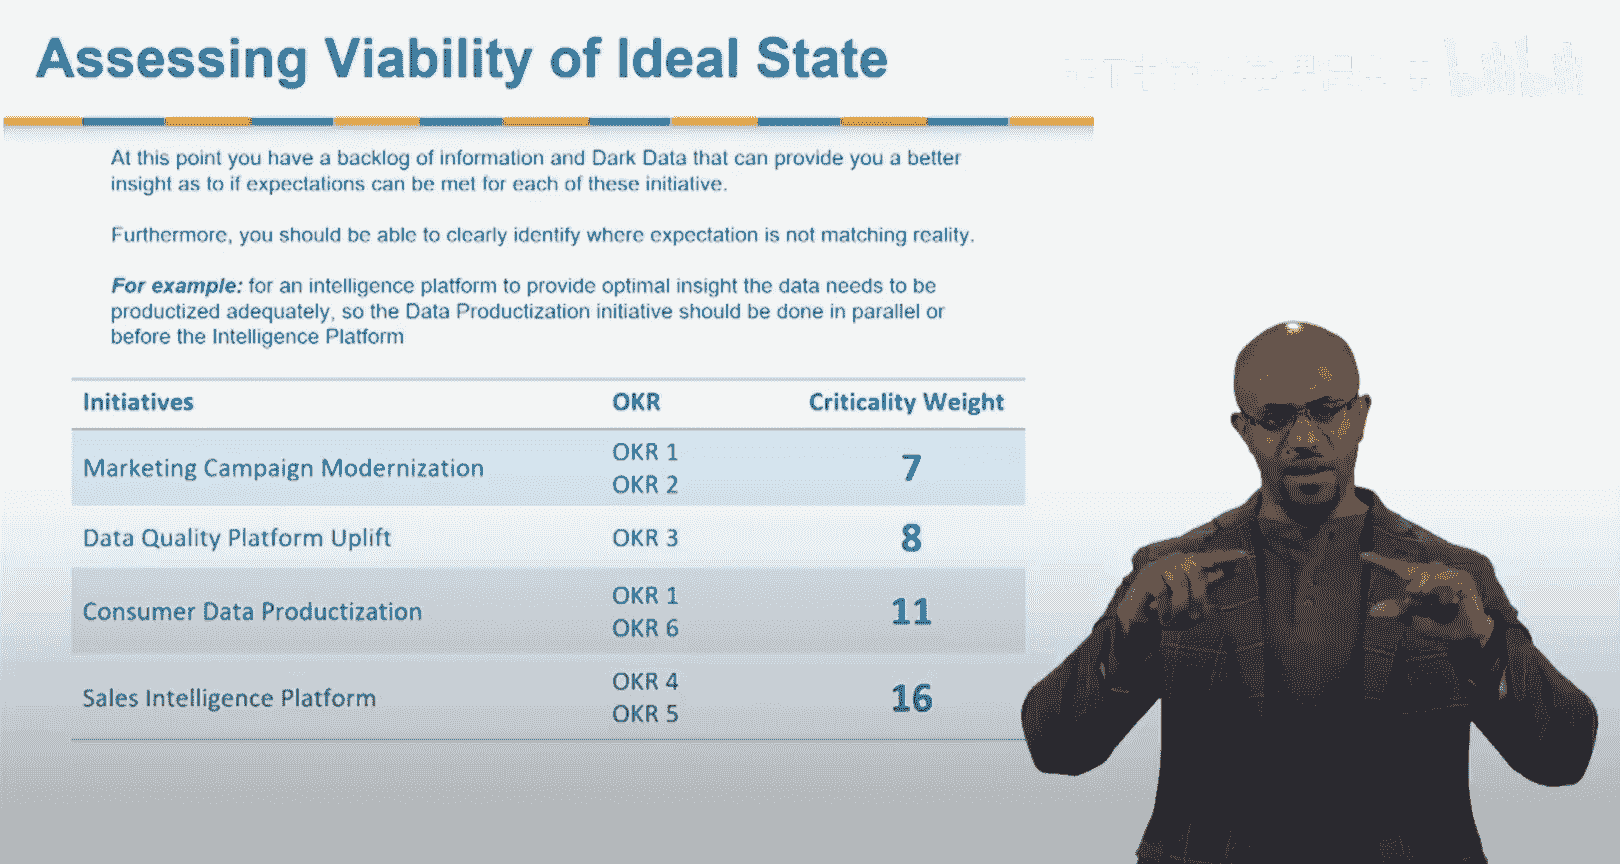 Assessing Viability of Ideal State
bilibili
At this point you have a backlog of information and Dark Data that can provide you a better
insight as to if expectations can be met for each of these initiative.
Furthermore, you should be able to clearly identify where expectation is not matching reality.
For example: for an intelligence platform to provide optimal insight the data needs to be
productized adequately, so the Data Productization initiative should be done in parallel or
before the Intelligence Platform
Initiatives OKR Criticality Weight
Marketing Campaign Modernization OKR 1 7
OKR 2
Data Quality Platform Uplift OKR 3 8
Consumer Data Productization OKR 1 11
OKR 6
Sales Intelligence Platform OKR 4 16
OKR 5